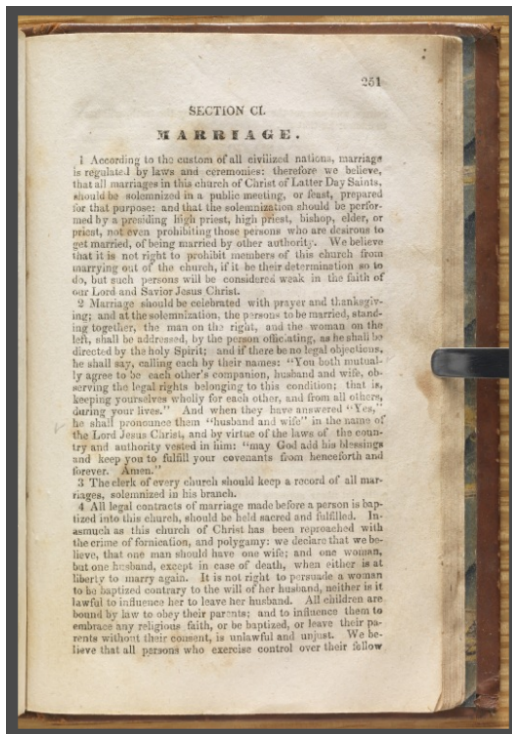 251
SECTION CI.
MARRIAGE.
1 According to the custom of all civilized nations, marriage
is regulated by laws and ceremonies: therefore we believe,
that all marriages in this church of Christ of Latter Day Saints,
should be solemnized in a public meeting, or feast, prepared
for that purpose: and that the solemnization should be perfor-
med by a presiding high priest, high priest, bishop, elder, or
priest, not even prohibiting those persons who are desirous to
get married, of being married by other authority. We believe
that it is not right to prohibit members of this church from
marrying out of the church, if it be their determination so to
do, but such persons will be considered weak in the faith of
our Lord and Savior Jesus Christ.
2 Marriage should be celebrated with prayer and thanksgiv-
ing; and at the solemnization, the persons to be married, stand-
ing together, the man on the right, and the woman on the
left, shall be addressed, by the person officiating, as he shall be
directed by the holy Spirit; and if there be no legal objections,
he shall say, calling each by their names: "You both mutual-
ly agree to be each other's companion, husband and wife, ob-
serving the legal rights belonging to this condition; that is,
keeping yourselves wholly for each other, and from all others,
during your lives." And when they have answered "Yes,"
he shall pronounce them "husband and wife" in the name of
the Lord Jesus Christ, and by virtue of the laws of the coun-
try and authority vested in him: "may God add his blessings
and keep you to fulfill your covenants from henceforth and
forever. Amen."
3 The clerk of every church should keep a record of all mar-
riages, solemnized in his branch.
4 All legal contracts of marriage made before a person is bap-
tized into this church, should be held sacred and fulfilled. In-
asmuch as this church of Christ has been reproached with
the crime of fornication, and polygamy: we declare that we be-
lieve, that one man should have one wife; and one woman,
but one husband, except in case of death, when either is at
liberty to marry again. It is not right to persuade a woman
to be baptized contrary to the will of her husband, neither is it
lawful to influence her to leave her husband. All children are
bound by law to obey their parents; and to influence them to
embrace any religious faith, or be baptized, or leave their pa-
rents without their consent, is unlawful and unjust. We be-
lieve that all persons who exercise control over their fellow